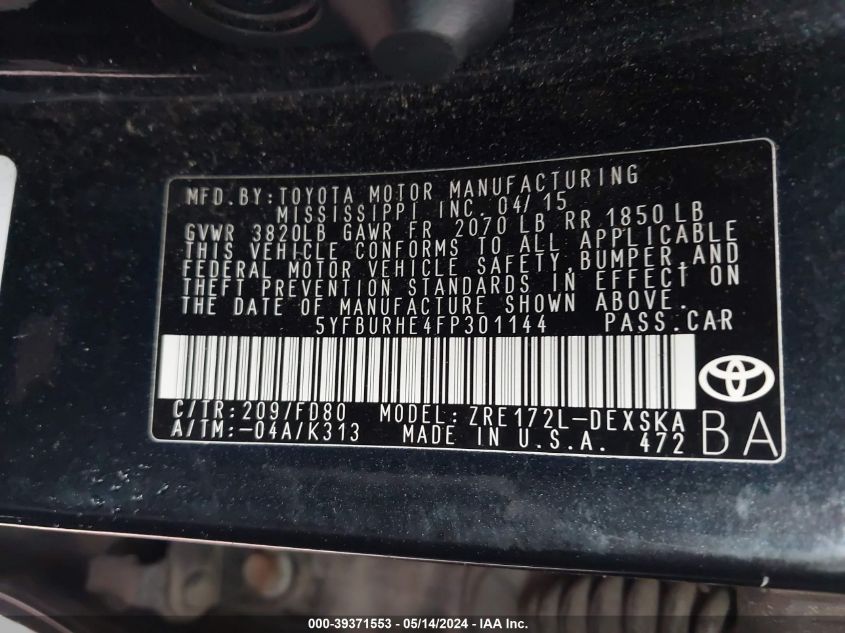 MFD.BY:TOYOTA MOTOR MANUFACTURING
MISSISSIPPI INC. 04/15
GVWR 3820LB GAWR FR 2070 LB RR 1850LB
THIS VEHICLE CONFORMS TO ALL APPLICABLE
FEDERAL MOTOR VEHICLE SAFETY,BUMPER,AND
THEFT PREVENTION STANDARDS IN EFFECT ON
THE DATE OF MANUFACTURE SHOWN ABOVE.
5YFBURHE4FP301144 PASS.CAR
C/TR:209/FD80 MODEL:ZRE172L-DEXSKA
A/TM:-04A/K313 MADE IN U.S.A. 472 BA
000-39371553 - 05/14/2024 - IAA Inc.